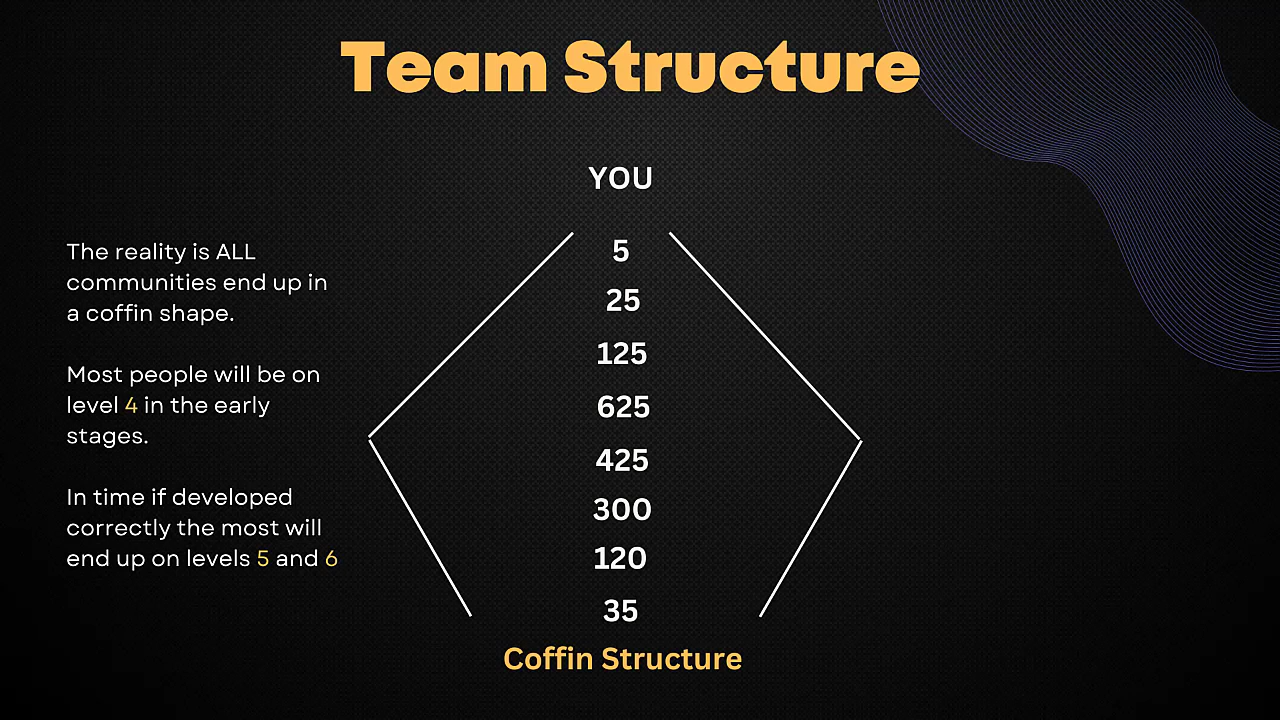 Team Structure
YOU
The reality is ALL
communities end up in
a coffin shape.
Most people will be on
level 4 in the early
stages.
In time if developed
correctly the most will
end up on levels 5 and 6
5
25
125
625
425
300
120
35
Coffin Structure